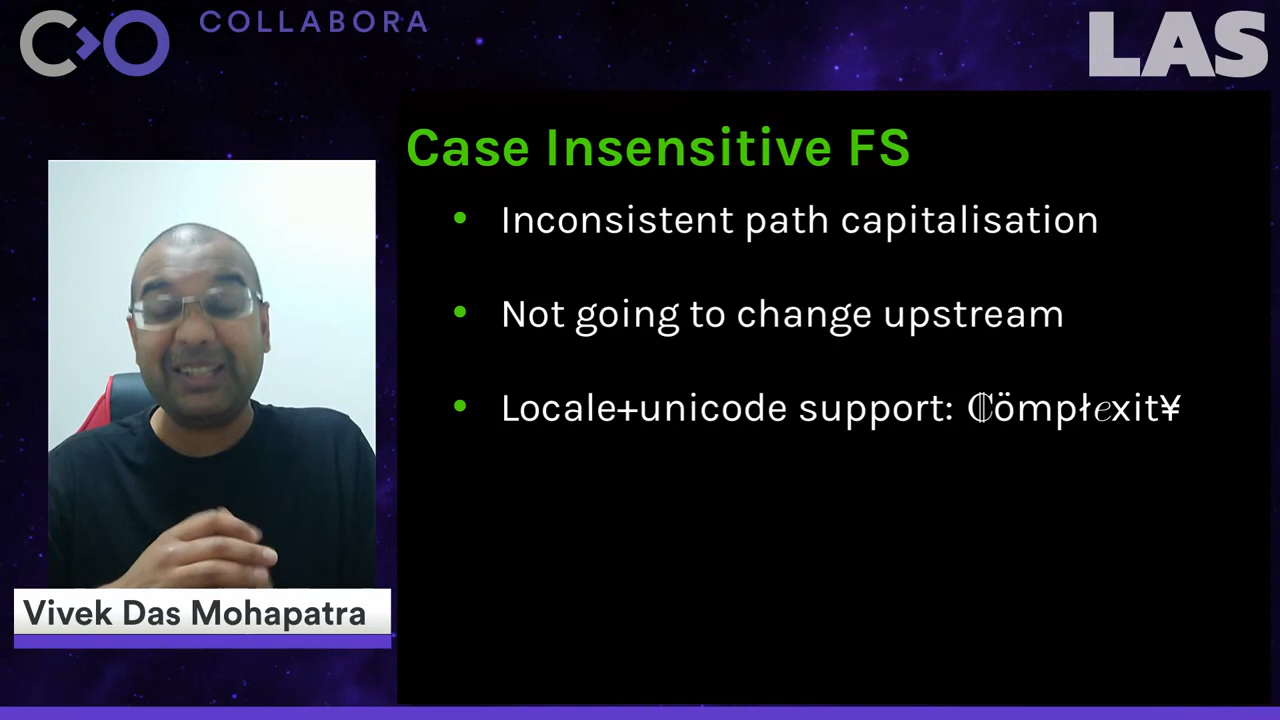 COLLABORA
LAS
Case Insensitive FS
• Inconsistent path capitalisation
• Not going to change upstream
• Locale+unicode support: ₵ömpłℯxit¥
Vivek Das Mohapatra